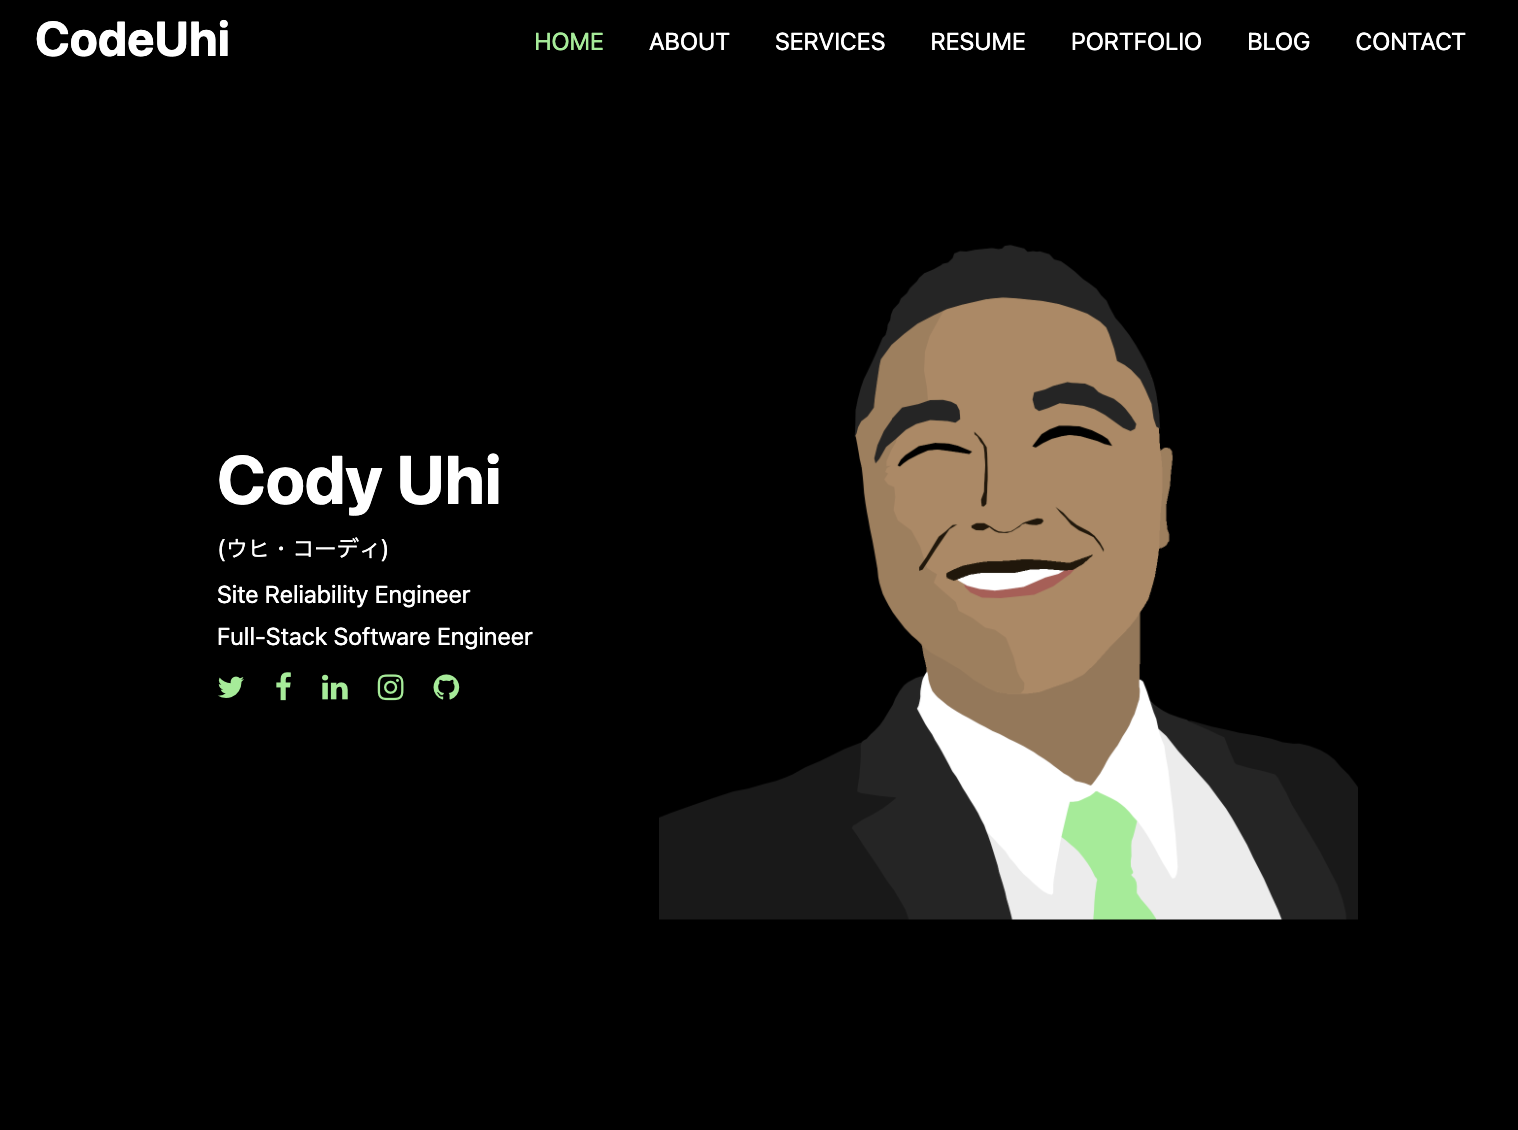 CodeUhi
HOME ABOUT SERVICES RESUME PORTFOLIO BLOG CONTACT
Cody Uhi
(ウヒ・コーディ)
Site Reliability Engineer
Full-Stack Software Engineer